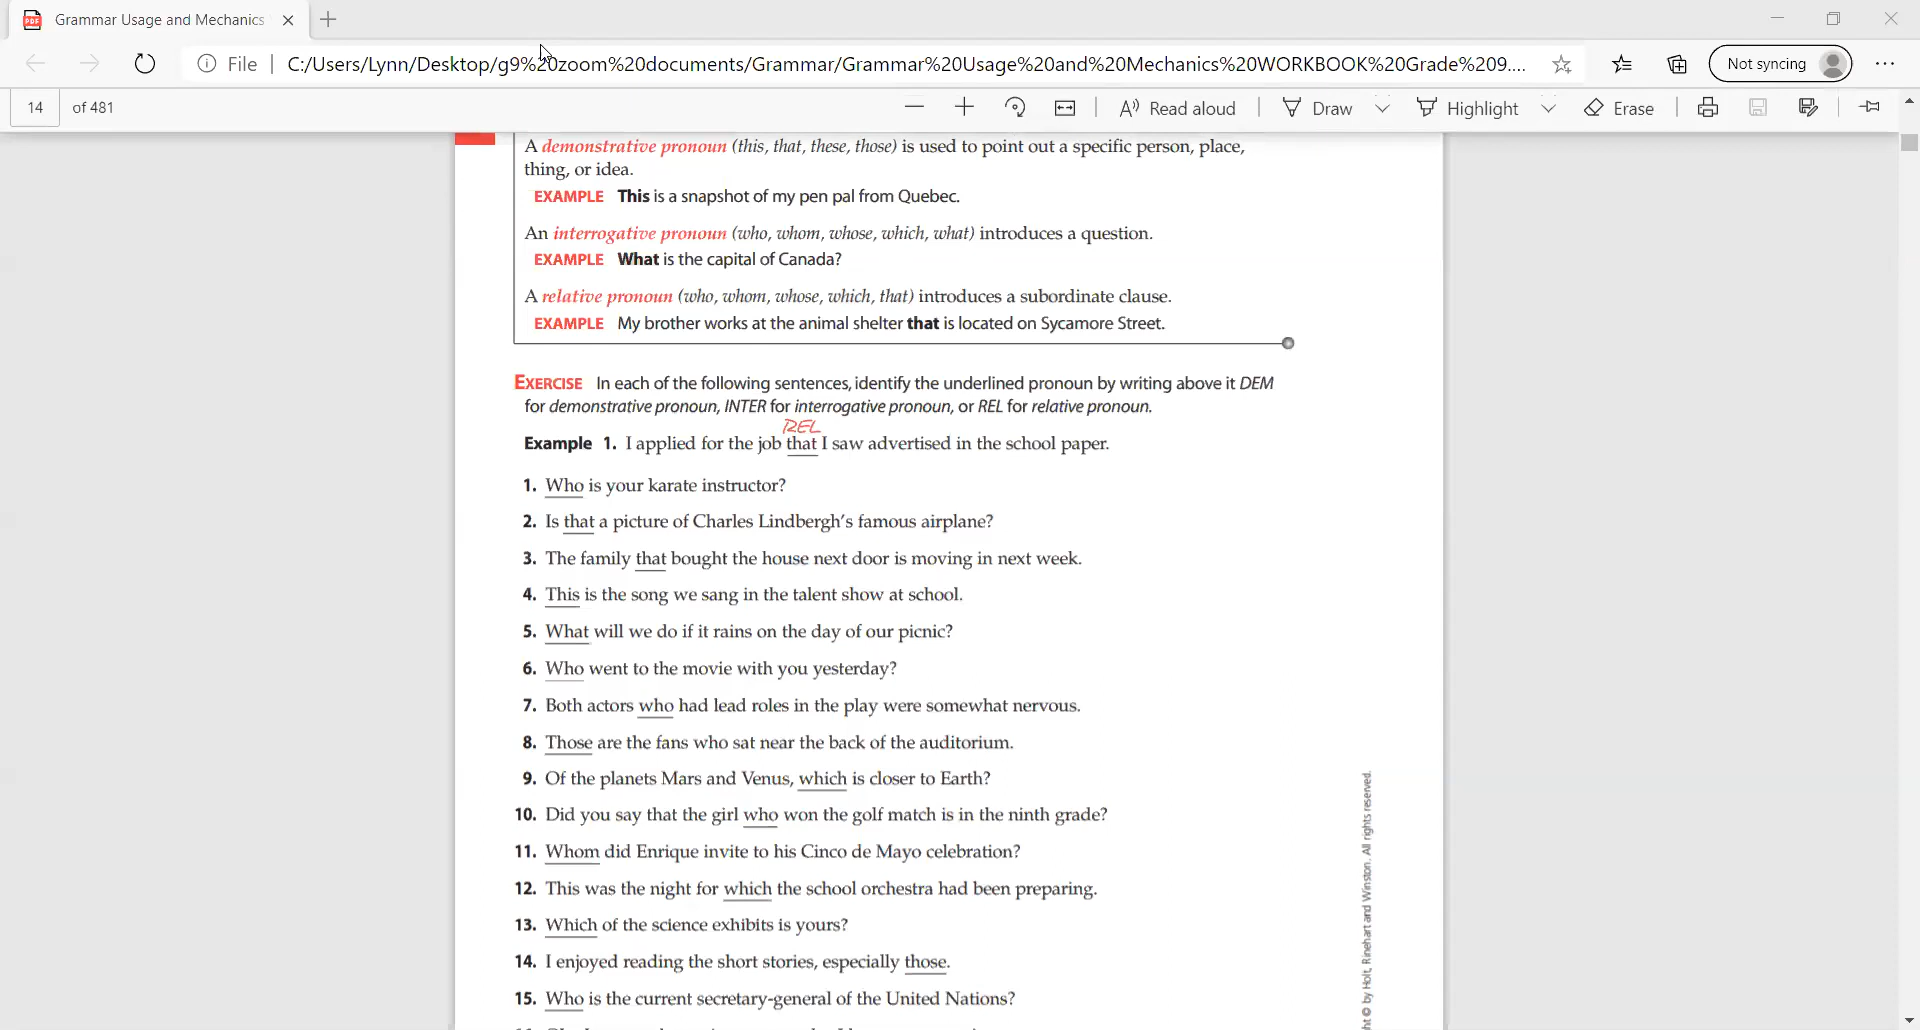 Grammar Usage and Mechanics
File
C:/Users/Lynn/Desktop/g9%20zoom%20documents/Grammar/Grammar%20Usage%20and%20Mechanics%20WORKBOOK%20Grade%209....
Not syncing
14 of 481
Read aloud
Draw
Highlight
Erase
A demonstrative pronoun (this, that, these, those) is used to point out a specific person, place,
thing, or idea.
EXAMPLE This is a snapshot of my pen pal from Quebec.
An interrogative pronoun (who, whom, whose, which, what) introduces a question.
EXAMPLE What is the capital of Canada?
A relative pronoun (who, whom, whose, which, that) introduces a subordinate clause.
EXAMPLE My brother works at the animal shelter that is located on Sycamore Street.
EXERCISE In each of the following sentences, identify the underlined pronoun by writing above it DEM
for demonstrative pronoun, INTER for interrogative pronoun, or REL for relative pronoun.
REL
Example 1. I applied for the job that I saw advertised in the school paper.
1. Who is your karate instructor?
2. Is that a picture of Charles Lindbergh's famous airplane?
3. The family that bought the house next door is moving in next week.
4. This is the song we sang in the talent show at school.
5. What will we do if it rains on the day of our picnic?
6. Who went to the movie with you yesterday?
7. Both actors who had lead roles in the play were somewhat nervous.
8. Those are the fans who sat near the back of the auditorium.
9. Of the planets Mars and Venus, which is closer to Earth?
10. Did you say that the girl who won the golf match is in the ninth grade?
11. Whom did Enrique invite to his Cinco de Mayo celebration?
12. This was the night for which the school orchestra had been preparing.
13. Which of the science exhibits is yours?
14. I enjoyed reading the short stories, especially those.
15. Who is the current secretary-general of the United Nations?
ht © by Holt, Rinehart and Winston. All rights reserved.